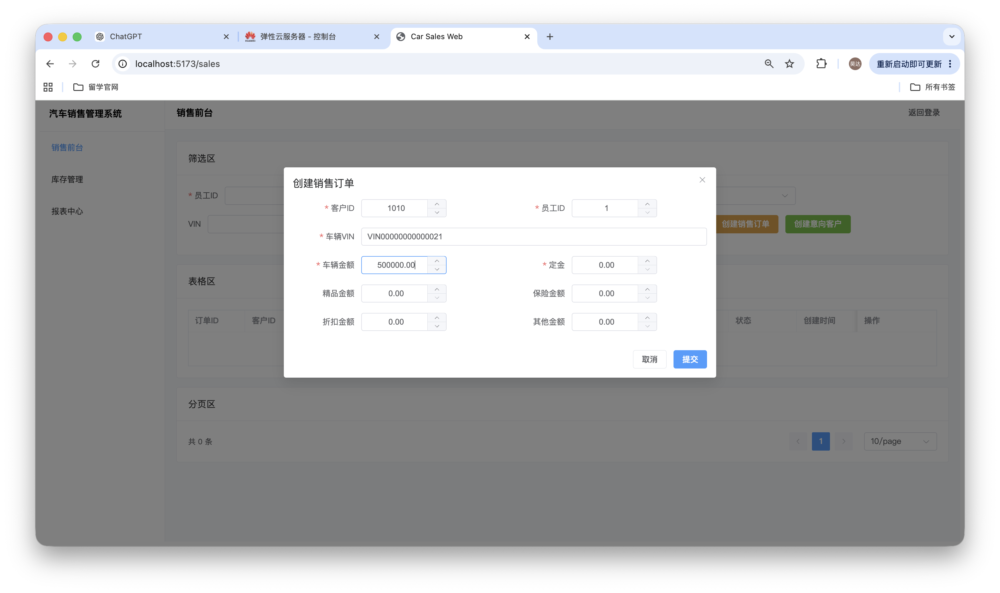 ChatGPT
弹性云服务器 - 控制台
Car Sales Web
localhost:5173/sales
昊达
重新启动即可更新
留学官网
所有书签
汽车销售管理系统
销售前台
返回登录
销售前台
库存管理
报表中心
筛选区
* 员工ID
VIN
创建销售订单
创建意向客户
创建销售订单
* 客户ID 1010
* 员工ID 1
* 车辆VIN VIN00000000000021
* 车辆金额 500000.00
* 定金 0.00
精品金额 0.00
保险金额 0.00
折扣金额 0.00
其他金额 0.00
取消
提交
表格区
订单ID 客户ID 状态 创建时间 操作
分页区
共 0 条
1
10/page